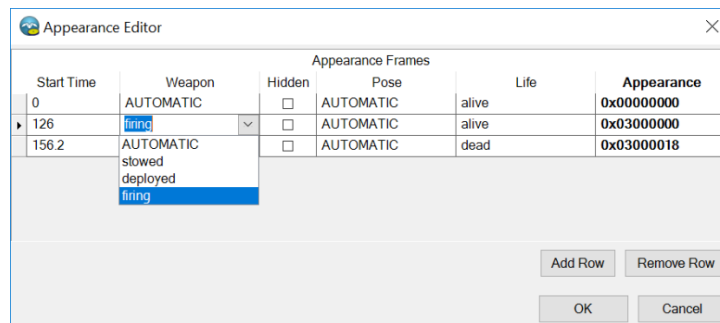 Appearance Editor
Appearance Frames
Start Time Weapon Hidden Pose Life Appearance
0 AUTOMATIC AUTOMATIC alive 0x00000000
126 firing AUTOMATIC alive 0x03000000
156.2 AUTOMATIC AUTOMATIC dead 0x03000018
stowed
deployed
firing
Add Row Remove Row
OK Cancel